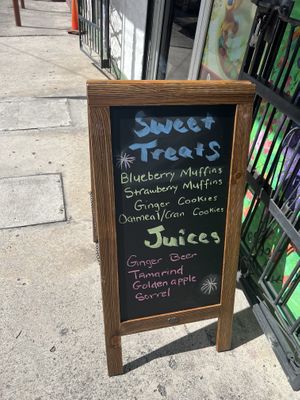 Sweet
Treats
Blueberry Muffins
Strawberry Muffins
Ginger Cookies
Oatmeal/Cran Cookies
Juices
Ginger Beer
Tamarind
Golden apple
Sorrel